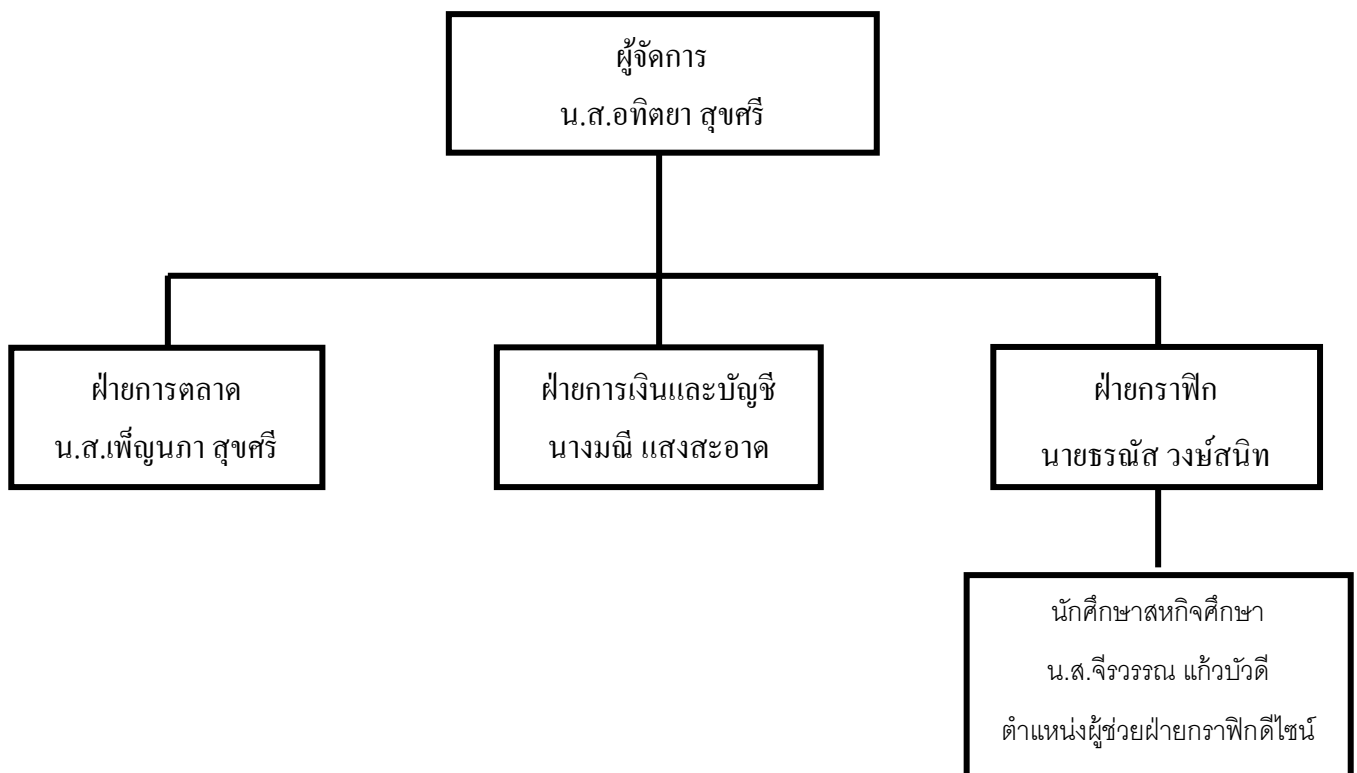 ผู้จัดการ
น.ส.อทิตยา สุขศรี
ฝ่ายการตลาด
น.ส.เพ็ญนภา สุขศรี
ฝ่ายการเงินและบัญชี
นางมณี แสงสะอาด
ฝ่ายกราฟิก
นายธรณัส วงษ์สนิท
นักศึกษาสหกิจศึกษา
น.ส.จีรวรรณ แก้วบัวดี
ตำแหน่งผู้ช่วยฝ่ายกราฟิกดีไซน์